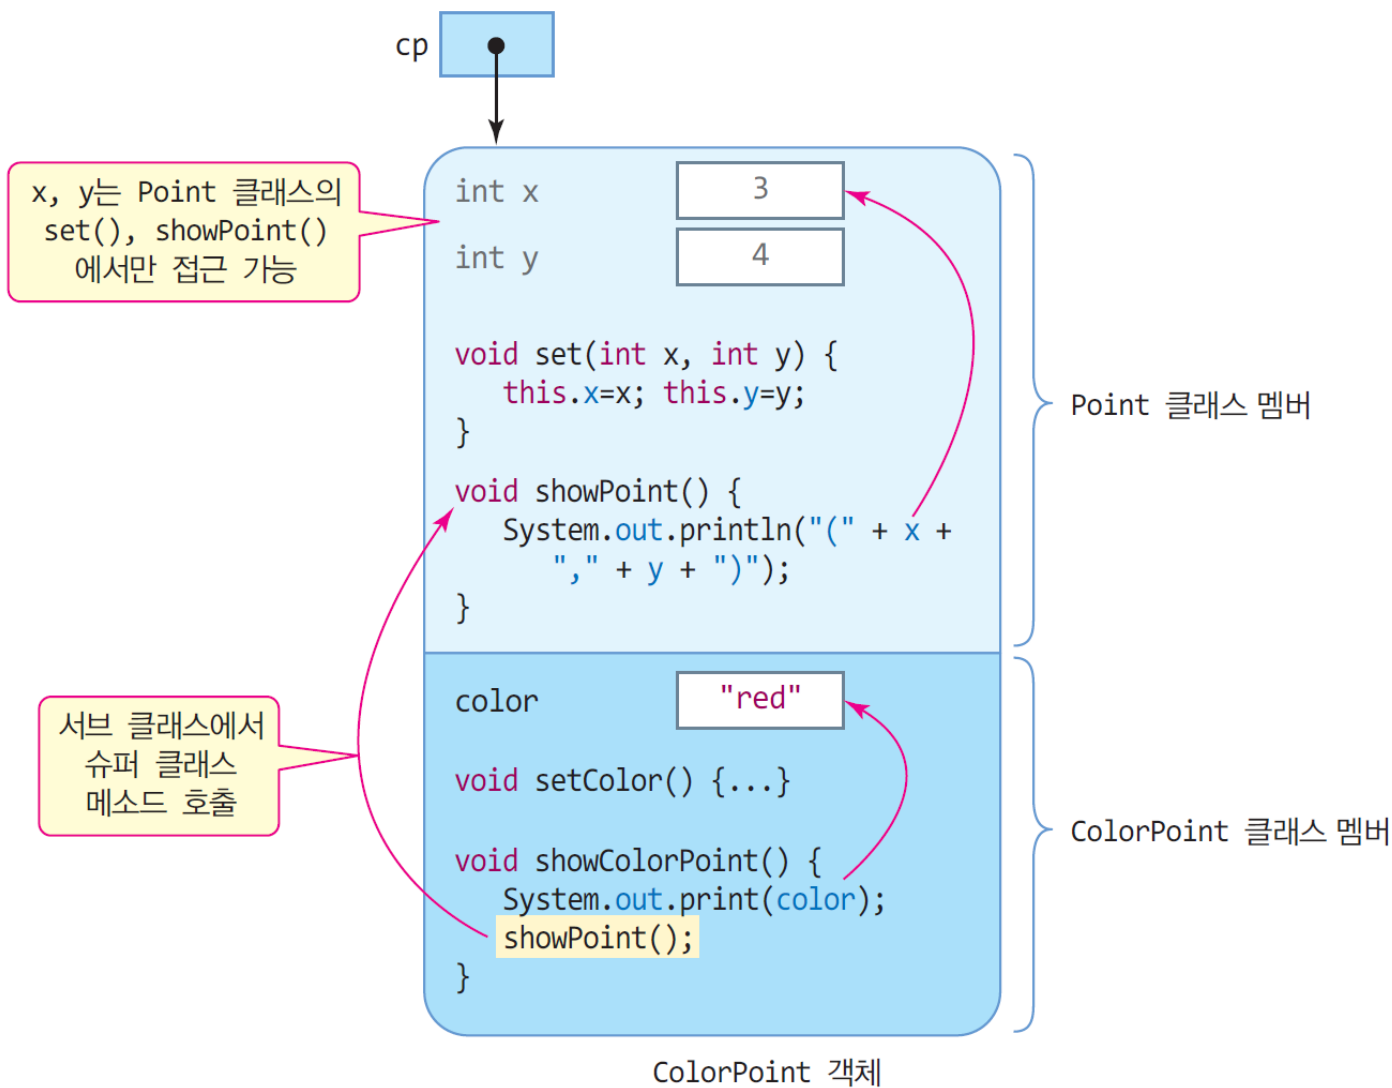 cp
x, y는 Point 클래스의
set(), showPoint()
에서만 접근 가능
int x
3
int y
4
void set(int x, int y) {
this.x=x; this.y=y;
}
void showPoint() {
System.out.println("(" + x +
"," + y + ")");
}
Point 클래스 멤버
서브 클래스에서
슈퍼 클래스
메소드 호출
color
"red"
void setColor() {...}
void showColorPoint() {
System.out.print(color);
showPoint();
}
ColorPoint 클래스 멤버
ColorPoint 객체